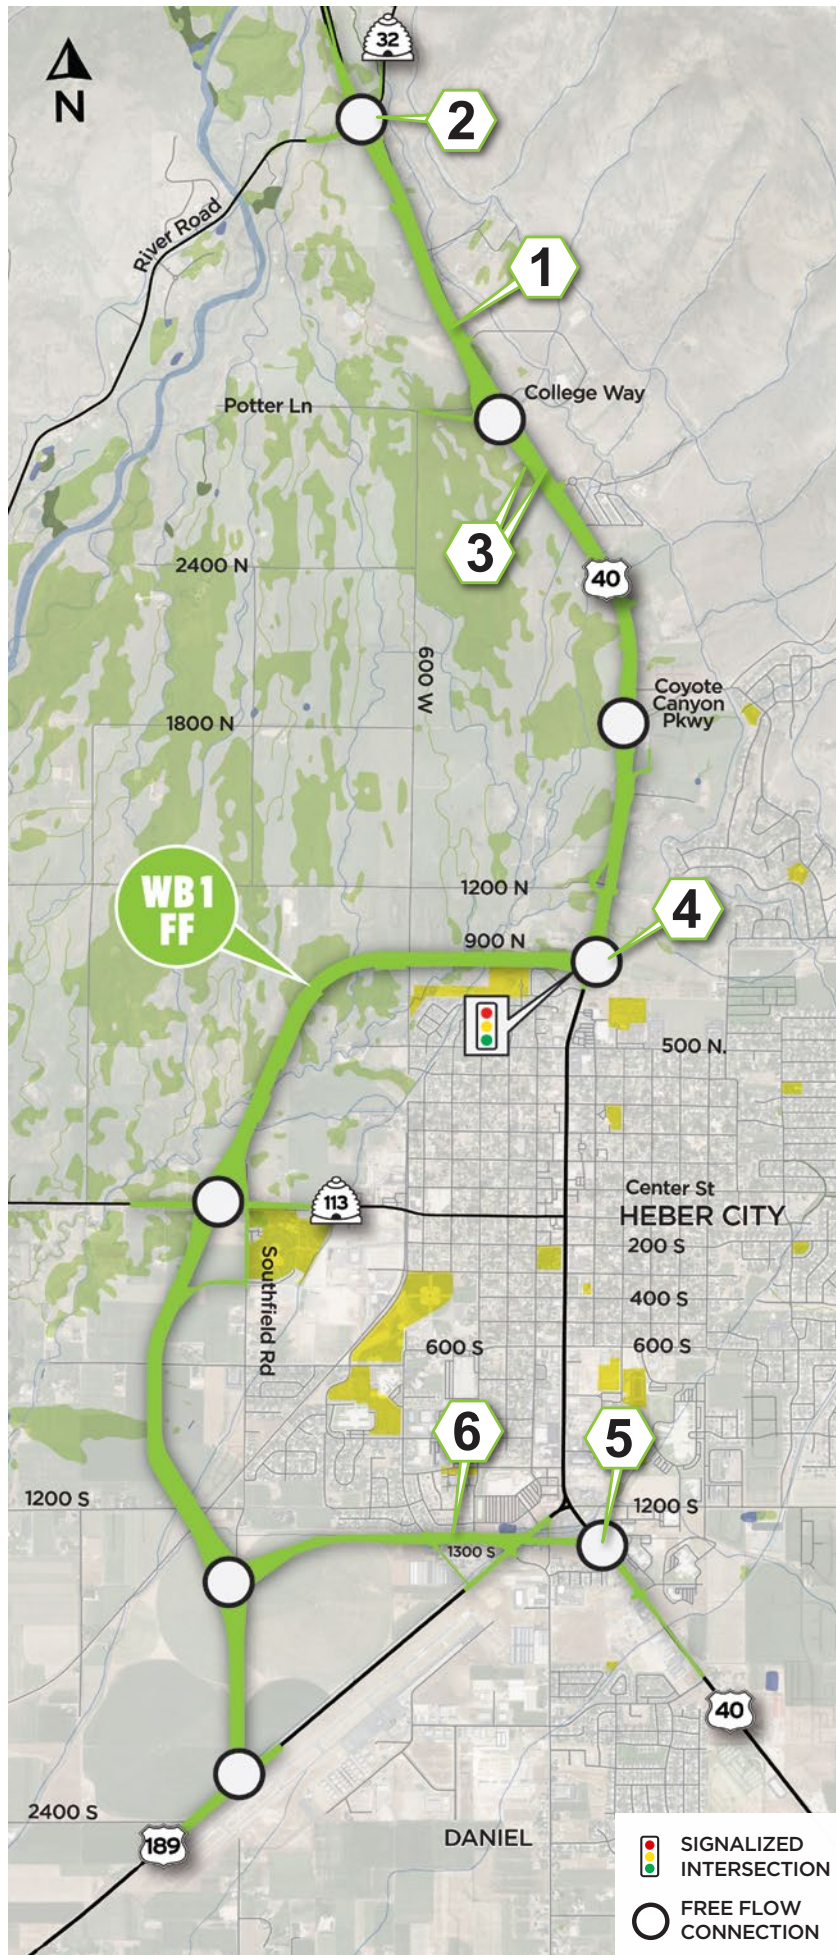 32
N
2
River Road
1
College Way
Potter Ln
3
2400 N
40
600 W
Coyote
Canyon
Pkwy
1800 N
WB1
FF
1200 N
4
900 N
500 N.
Center St
113
HEBER CITY
200 S
Southfield Rd
400 S
600 S
600 S
6
5
1200 S
1200 S
1300 S
40
2400 S
189
DANIEL
SIGNALIZED
INTERSECTION
FREE FLOW
CONNECTION